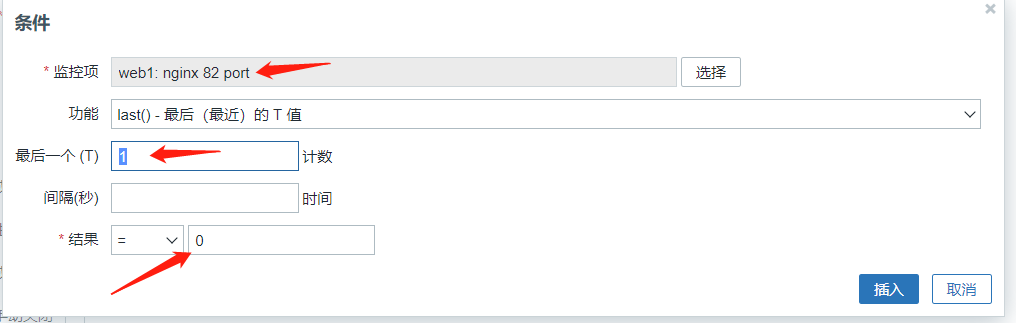 条件
* 监控项 web1: nginx 82 port 选择
功能 last() - 最后（最近）的 T 值
最后一个 (T) 1 计数
间隔(秒) 时间
* 结果 = 0
插入 取消